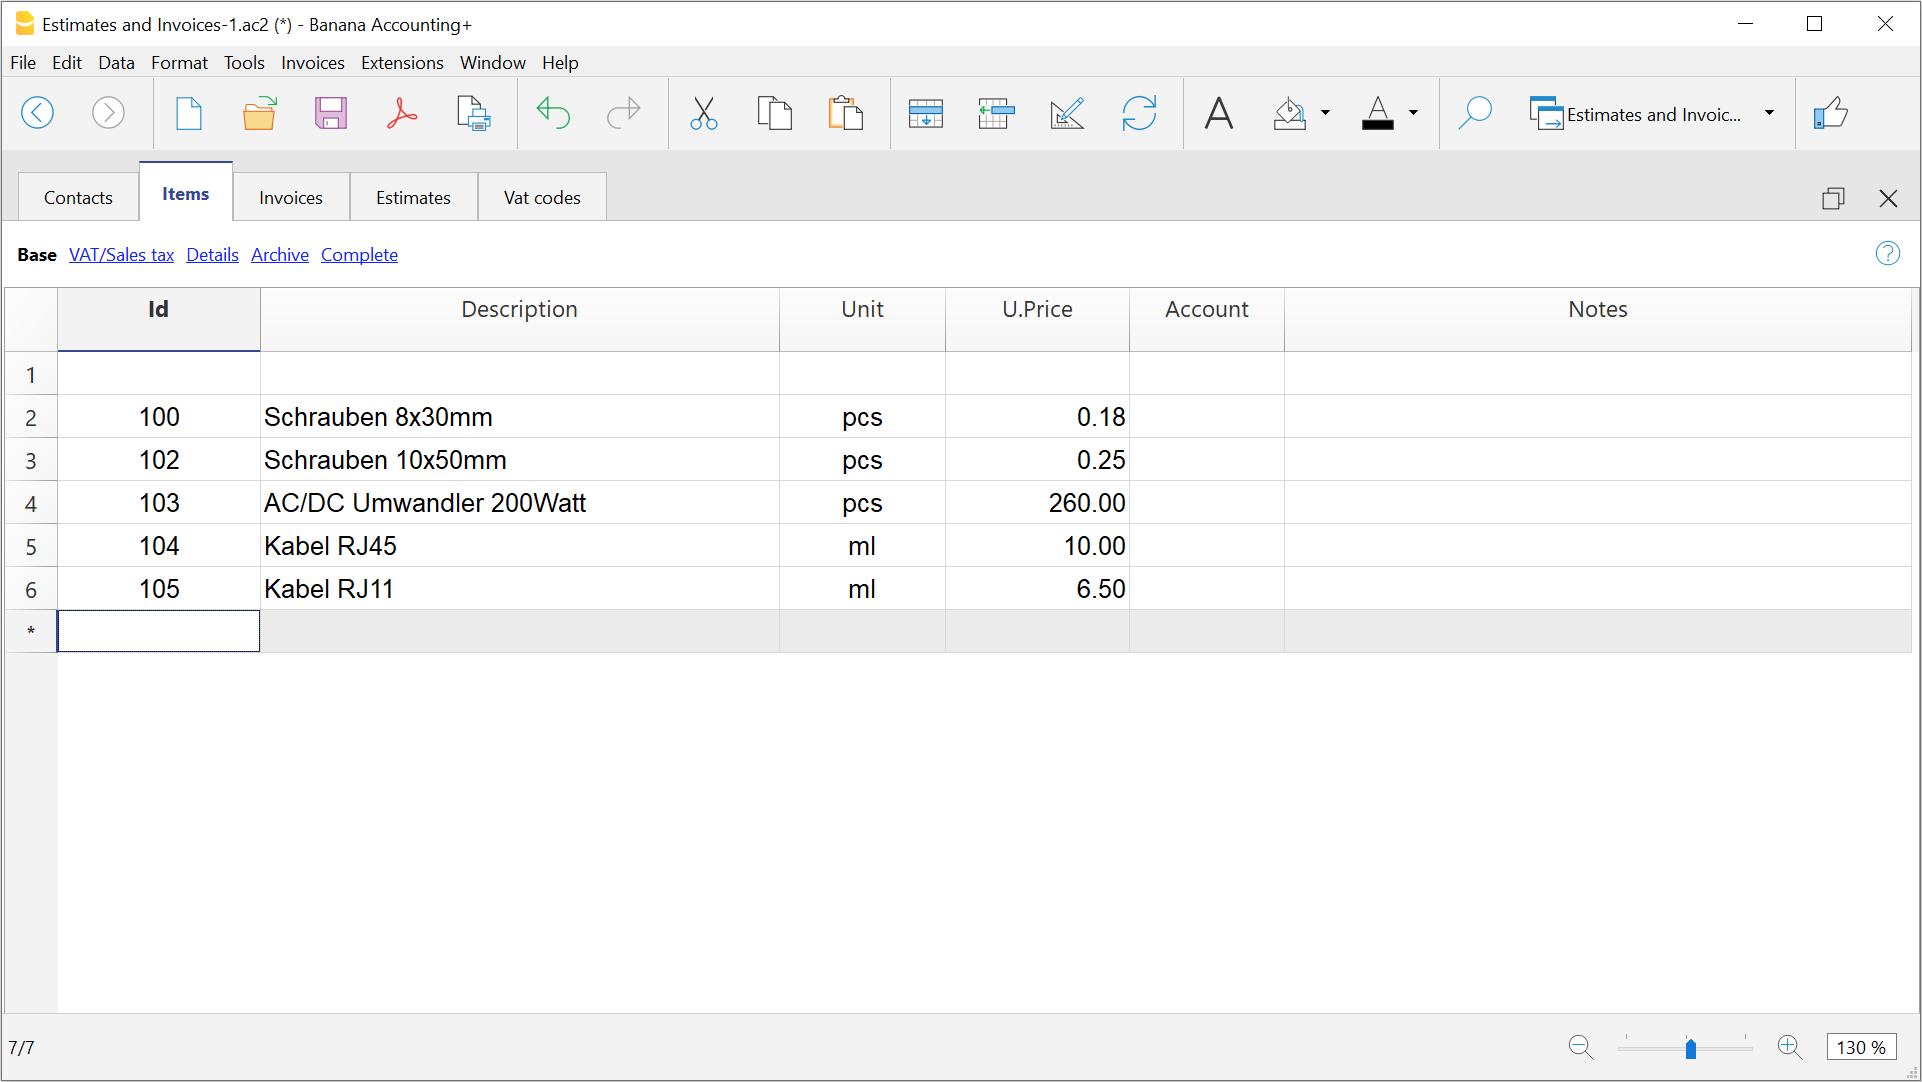 Estimates and Invoices-1.ac2 (*) - Banana Accounting+
File Edit Data Format Tools Invoices Extensions Window Help
Estimates and Invoic...
Contacts Items Invoices Estimates Vat codes
Base VAT/Sales tax Details Archive Complete
Id Description Unit U.Price Account Notes
1
2 100 Schrauben 8x30mm pcs 0.18
3 102 Schrauben 10x50mm pcs 0.25
4 103 AC/DC Umwandler 200Watt pcs 260.00
5 104 Kabel RJ45 ml 10.00
6 105 Kabel RJ11 ml 6.50
*
7/7 130 %